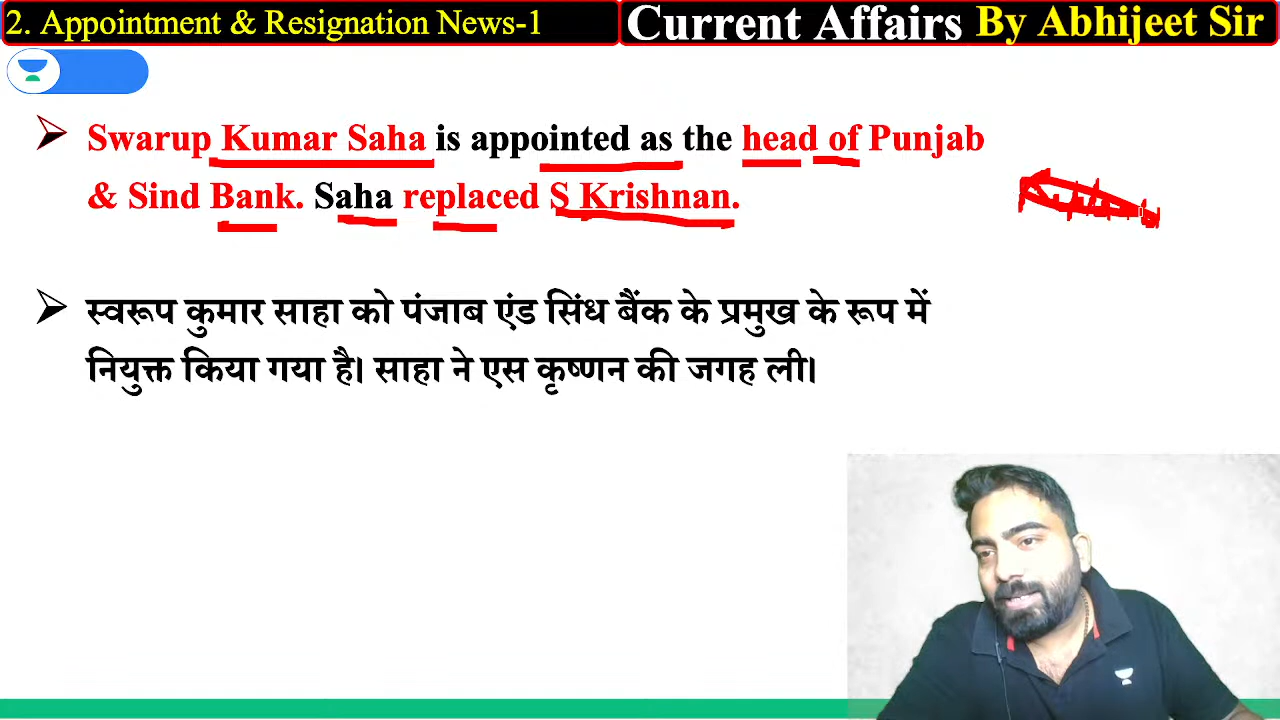 2. Appointment & Resignation News-1
Current Affairs By Abhijeet Sir
Swarup Kumar Saha is appointed as the head of Punjab
& Sind Bank. Saha replaced S Krishnan.
स्वरूप कुमार साहा को पंजाब एंड सिंध बैंक के प्रमुख के रूप में
नियुक्त किया गया है। साहा ने एस कृष्णन की जगह ली।